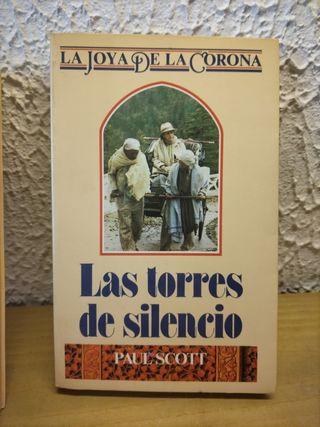 LA JOYA DE LA CORONA
Las torres
de silencio
PAUL SCOTT